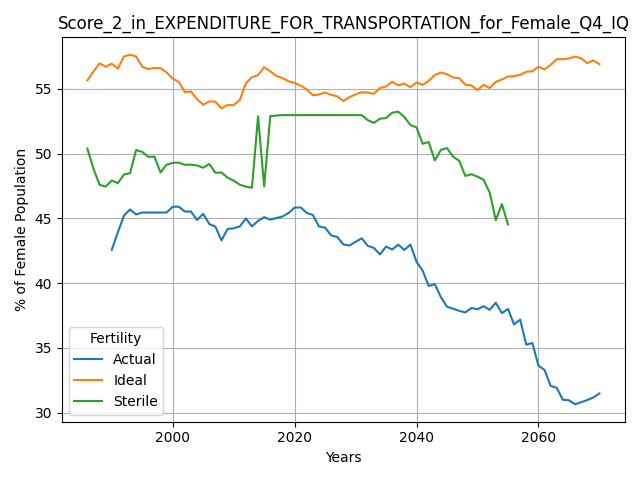 Score_2_in_EXPENDITURE_FOR_TRANSPORTATION_for_Female_Q4_IQ
% of Female Population
55
50
45
40
35
30
Fertility
Actual
Ideal
Sterile
2000 2020 2040 2060
Years